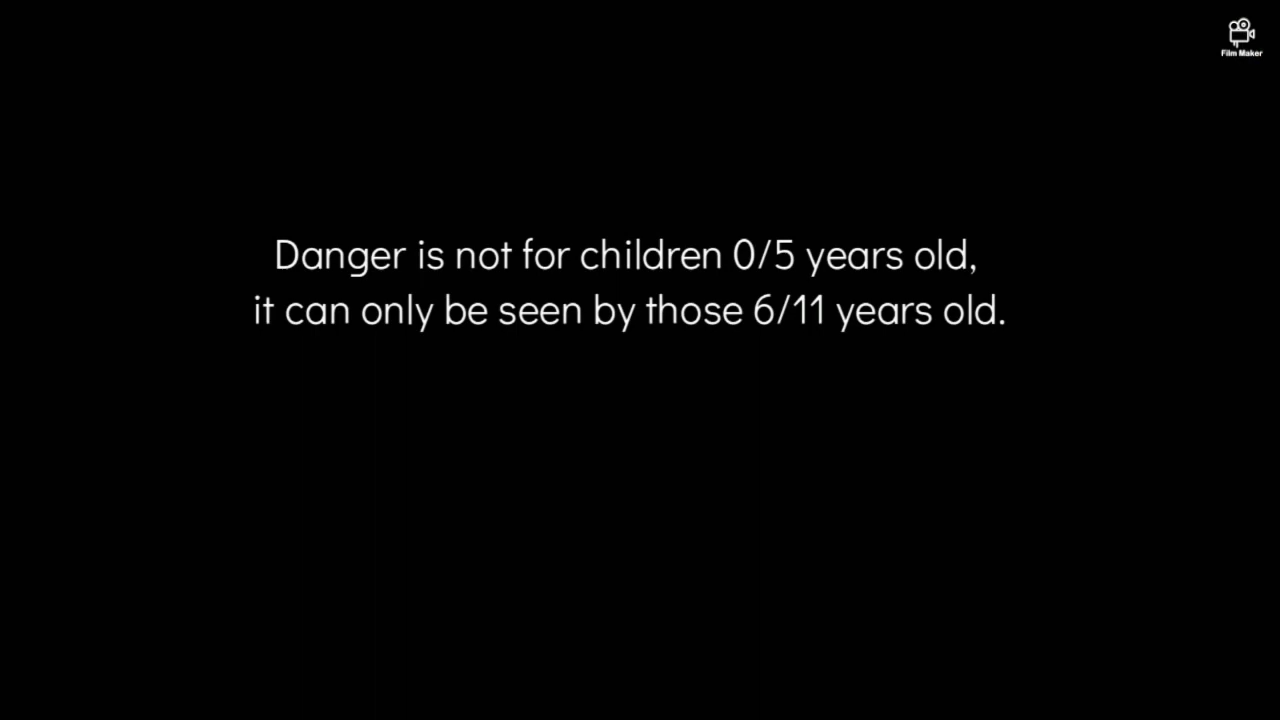 Film Maker
Danger is not for children 0/5 years old,
it can only be seen by those 6/11 years old.